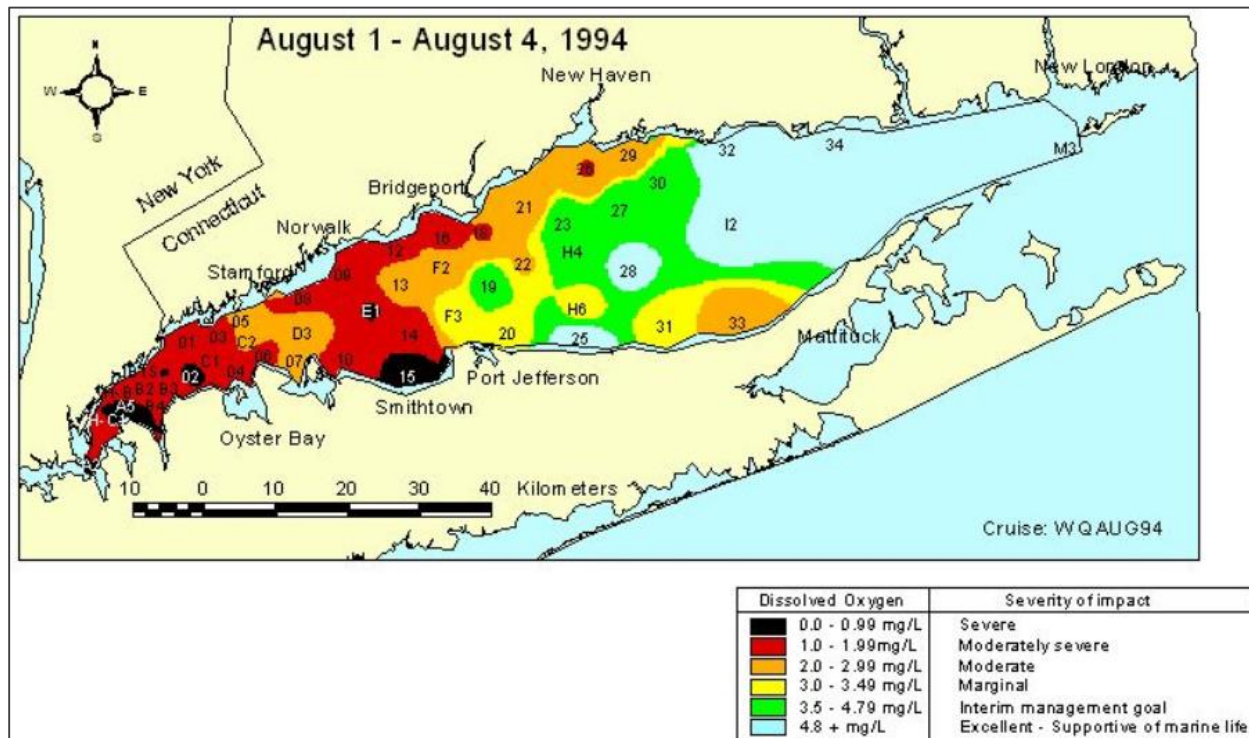 August 1 - August 4, 1994
N
W E
S
New Haven
New London
New York
Connecticut
Bridgeport
Norwalk
Stamford
32
34
M3
29
26
30
21
27
23
I2
16
18
12
H4
F2
22
28
09
13
19
08
H6
E1
F3
05
D3
14
20
25
31
33
01
03
C2
C1
06
07
10
02
04
15
B2
B3
A5
B4
Mattituck
Port Jefferson
Smithtown
Oyster Bay
10 0 10 20 30 40 Kilometers
Cruise: WQAUG94
Dissolved Oxygen Severity of impact
0.0 - 0.99 mg/L Severe
1.0 - 1.99mg/L Moderately severe
2.0 - 2.99 mg/L Moderate
3.0 - 3.49 mg/L Marginal
3.5 - 4.79 mg/L Interim management goal
4.8 + mg/L Excellent - Supportive of marine life